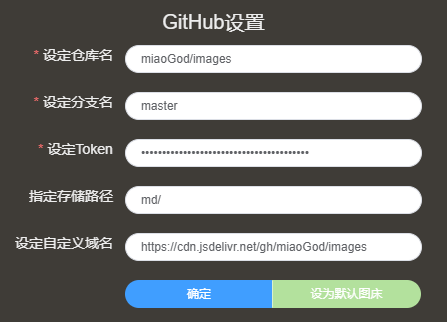 GitHub设置
* 设定仓库名 miaoGod/images
* 设定分支名 master
* 设定Token ••••••••••••••••••••••••••••••••••••••••
指定存储路径 md/
设定自定义域名 https://cdn.jsdelivr.net/gh/miaoGod/images
确定 设为默认图床